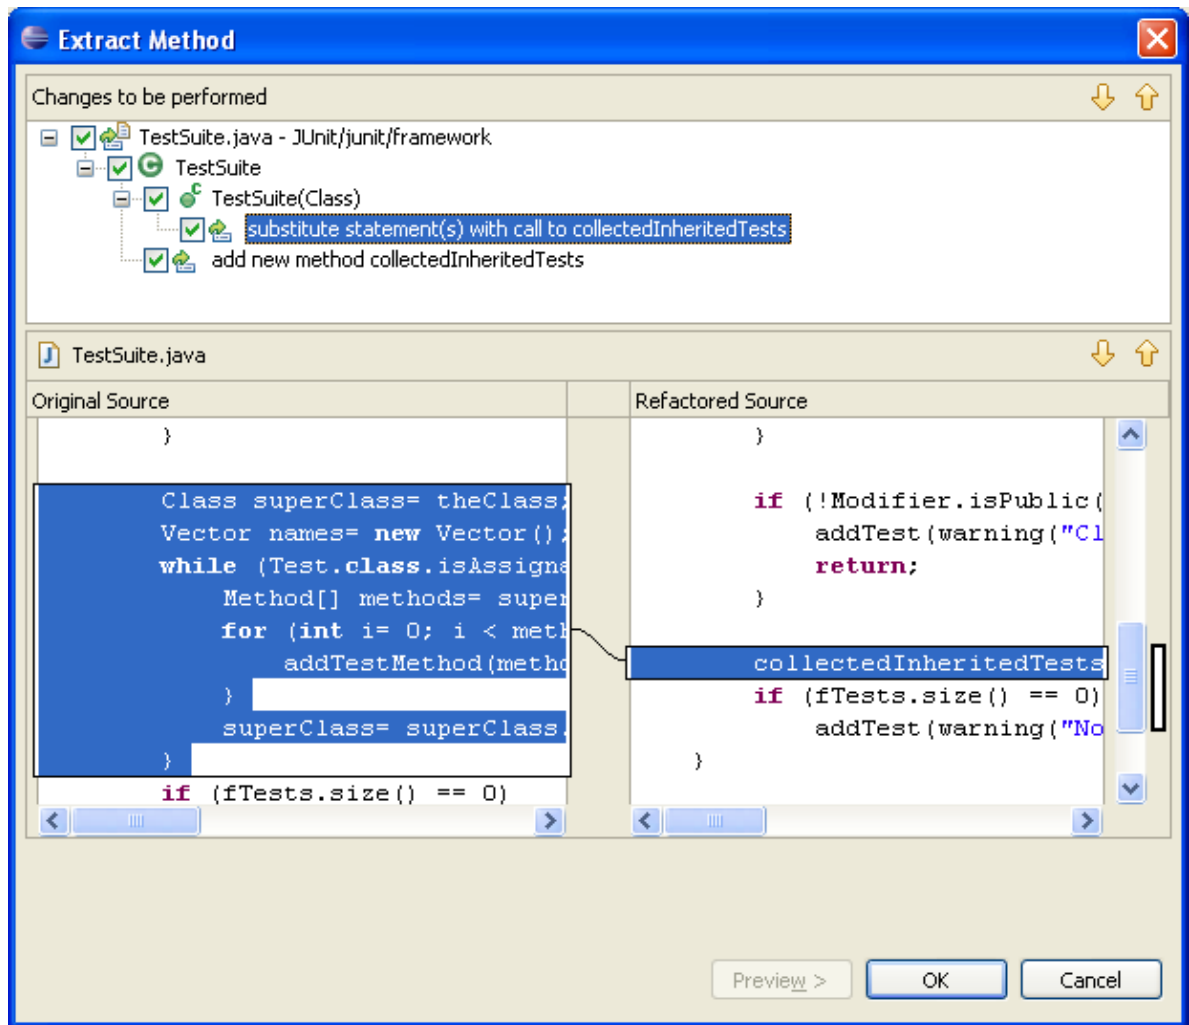 Extract Method
Changes to be performed
TestSuite.java - JUnit/junit/framework
TestSuite
TestSuite(Class)
substitute statement(s) with call to collectedInheritedTests
add new method collectedInheritedTests
TestSuite.java
Original Source
}
Class superClass= theClass;
Vector names= new Vector();
while (Test.class.isAssigna
Method[] methods= super
for (int i= 0; i < meth
addTestMethod(metho
}
superClass= superClass.
}
if (fTests.size() == 0)
Refactored Source
}
if (!Modifier.isPublic(
addTest(warning("Cl
return;
}
collectedInheritedTests
if (fTests.size() == 0)
addTest(warning("No
}
Preview >
OK
Cancel